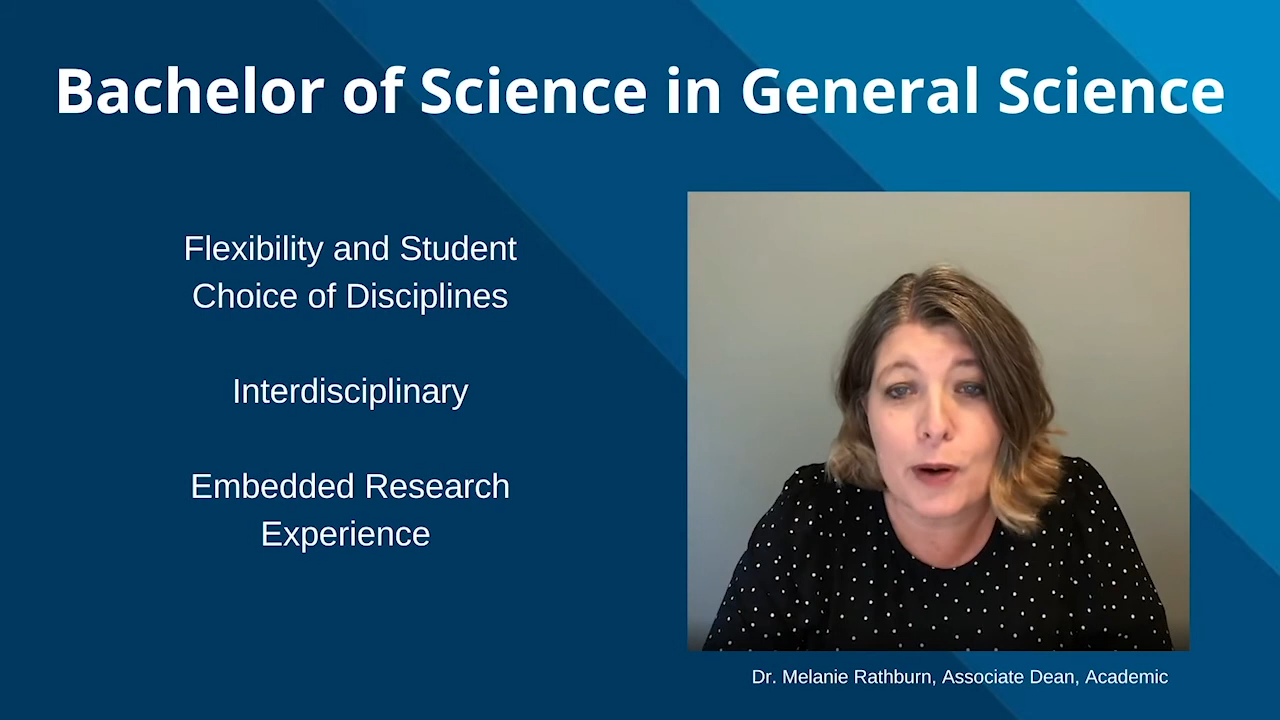 Bachelor of Science in General Science
Flexibility and Student
Choice of Disciplines
Interdisciplinary
Embedded Research
Experience
Dr. Melanie Rathburn, Associate Dean, Academic